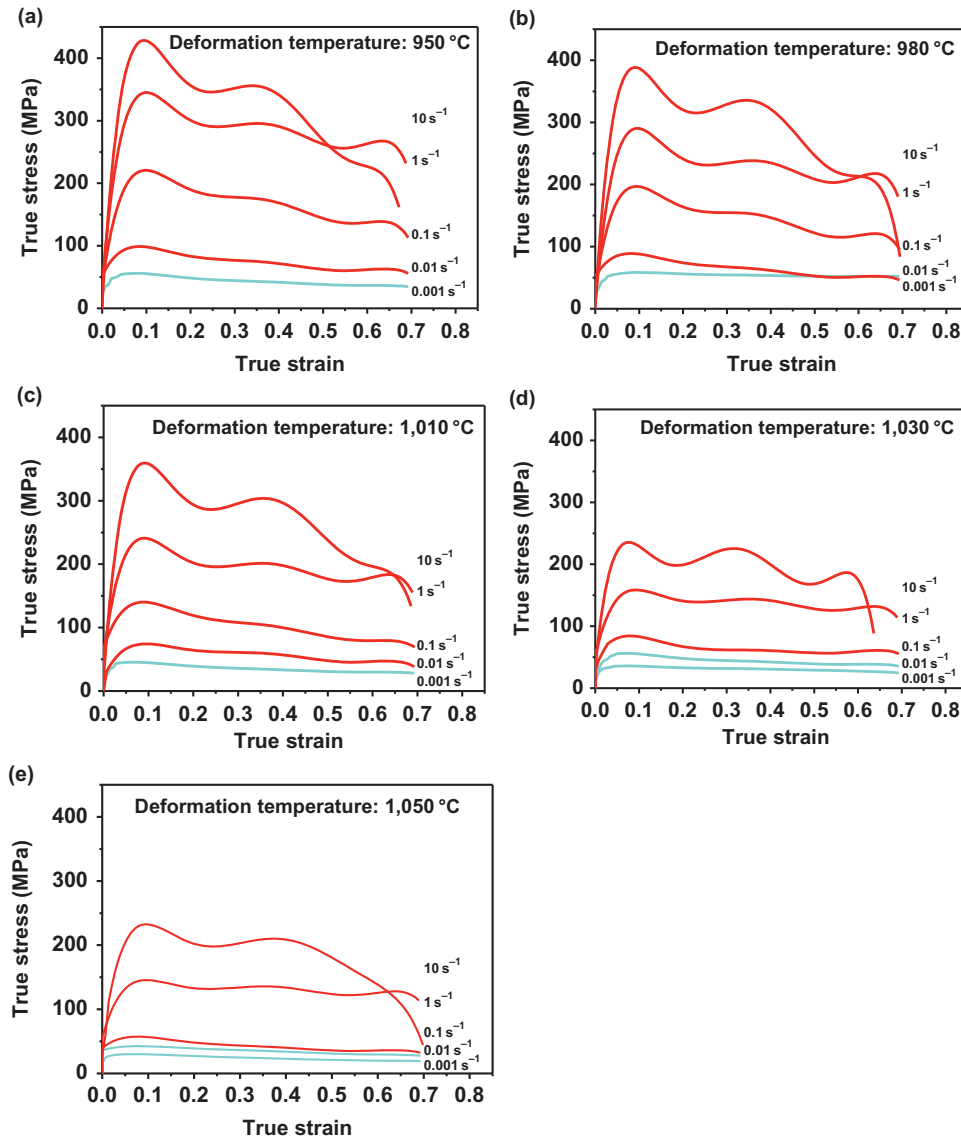 (a)
Deformation temperature: 950 °C
400
300
200
100
0
True stress (MPa)
10 s⁻¹
1 s⁻¹
0.1 s⁻¹
0.01 s⁻¹
0.001 s⁻¹
0.0 0.1 0.2 0.3 0.4 0.5 0.6 0.7 0.8
True strain
(b)
Deformation temperature: 980 °C
400
300
200
100
0
True stress (MPa)
10 s⁻¹
1 s⁻¹
0.1 s⁻¹
0.01 s⁻¹
0.001 s⁻¹
0.0 0.1 0.2 0.3 0.4 0.5 0.6 0.7 0.8
True strain
(c)
Deformation temperature: 1,010 °C
400
300
200
100
0
True stress (MPa)
10 s⁻¹
1 s⁻¹
0.1 s⁻¹
0.01 s⁻¹
0.001 s⁻¹
0.0 0.1 0.2 0.3 0.4 0.5 0.6 0.7 0.8
True strain
(d)
Deformation temperature: 1,030 °C
400
300
200
100
0
True stress (MPa)
10 s⁻¹
1 s⁻¹
0.1 s⁻¹
0.01 s⁻¹
0.001 s⁻¹
0.0 0.1 0.2 0.3 0.4 0.5 0.6 0.7 0.8
True strain
(e)
Deformation temperature: 1,050 °C
400
300
200
100
0
True stress (MPa)
10 s⁻¹
1 s⁻¹
0.1 s⁻¹
0.01 s⁻¹
0.001 s⁻¹
0.0 0.1 0.2 0.3 0.4 0.5 0.6 0.7 0.8
True strain